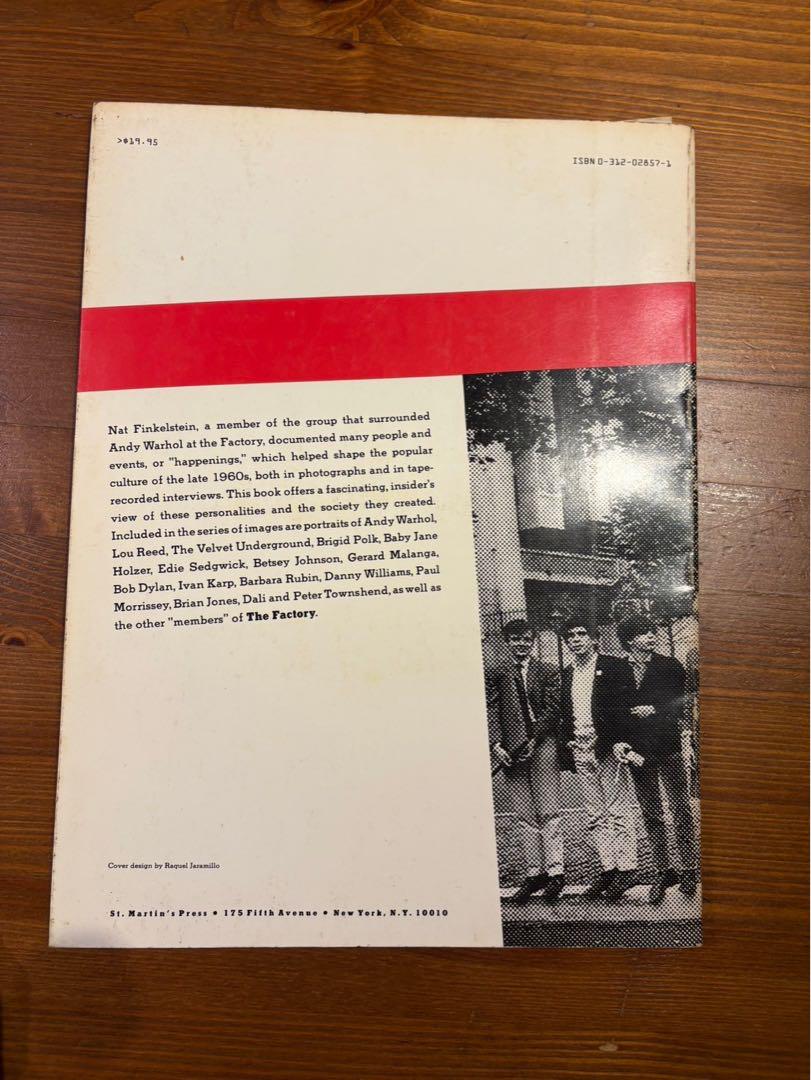 >$19.95
ISBN 0-312-02857-1
Nat Finkelstein, a member of the group that surrounded
Andy Warhol at the Factory, documented many people and
events, or "happenings," which helped shape the popular
culture of the late 1960s, both in photographs and in tape-
recorded interviews. This book offers a fascinating, insider's
view of these personalities and the society they created.
Included in the series of images are portraits of Andy Warhol,
Lou Reed, The Velvet Underground, Brigid Polk, Baby Jane
Holzer, Edie Sedgwick, Betsey Johnson, Gerard Malanga,
Bob Dylan, Ivan Karp, Barbara Rubin, Danny Williams, Paul
Morrissey, Brian Jones, Dali and Peter Townshend, as well as
the other "members" of The Factory.
Cover design by Raquel Jaramillo
St. Martin's Press • 175 Fifth Avenue • New York, N.Y. 10010